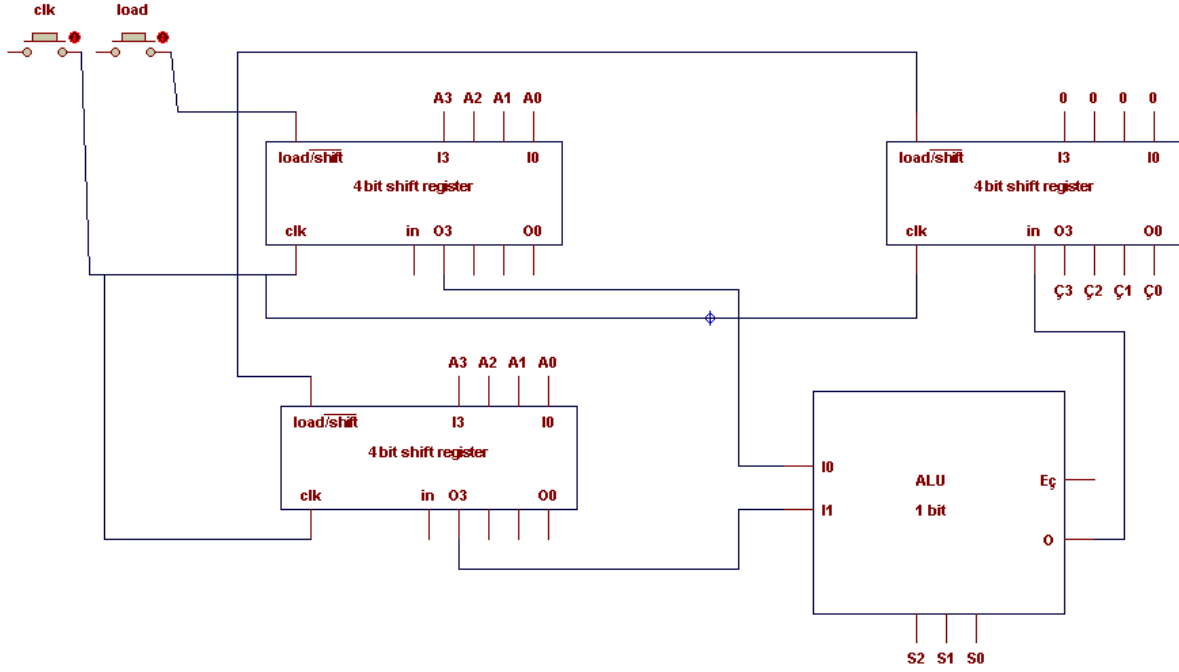 clk load
A3 A2 A1 A0
0 0 0 0
load/shift I3 I0
4 bit shift register
clk in O3 O0
load/shift I3 I0
4 bit shift register
clk in O3 O0
Ç3 Ç2 Ç1 Ç0
A3 A2 A1 A0
load/shift I3 I0
4 bit shift register
clk in O3 O0
I0
I1
ALU
1 bit
Eç
O
S2 S1 S0